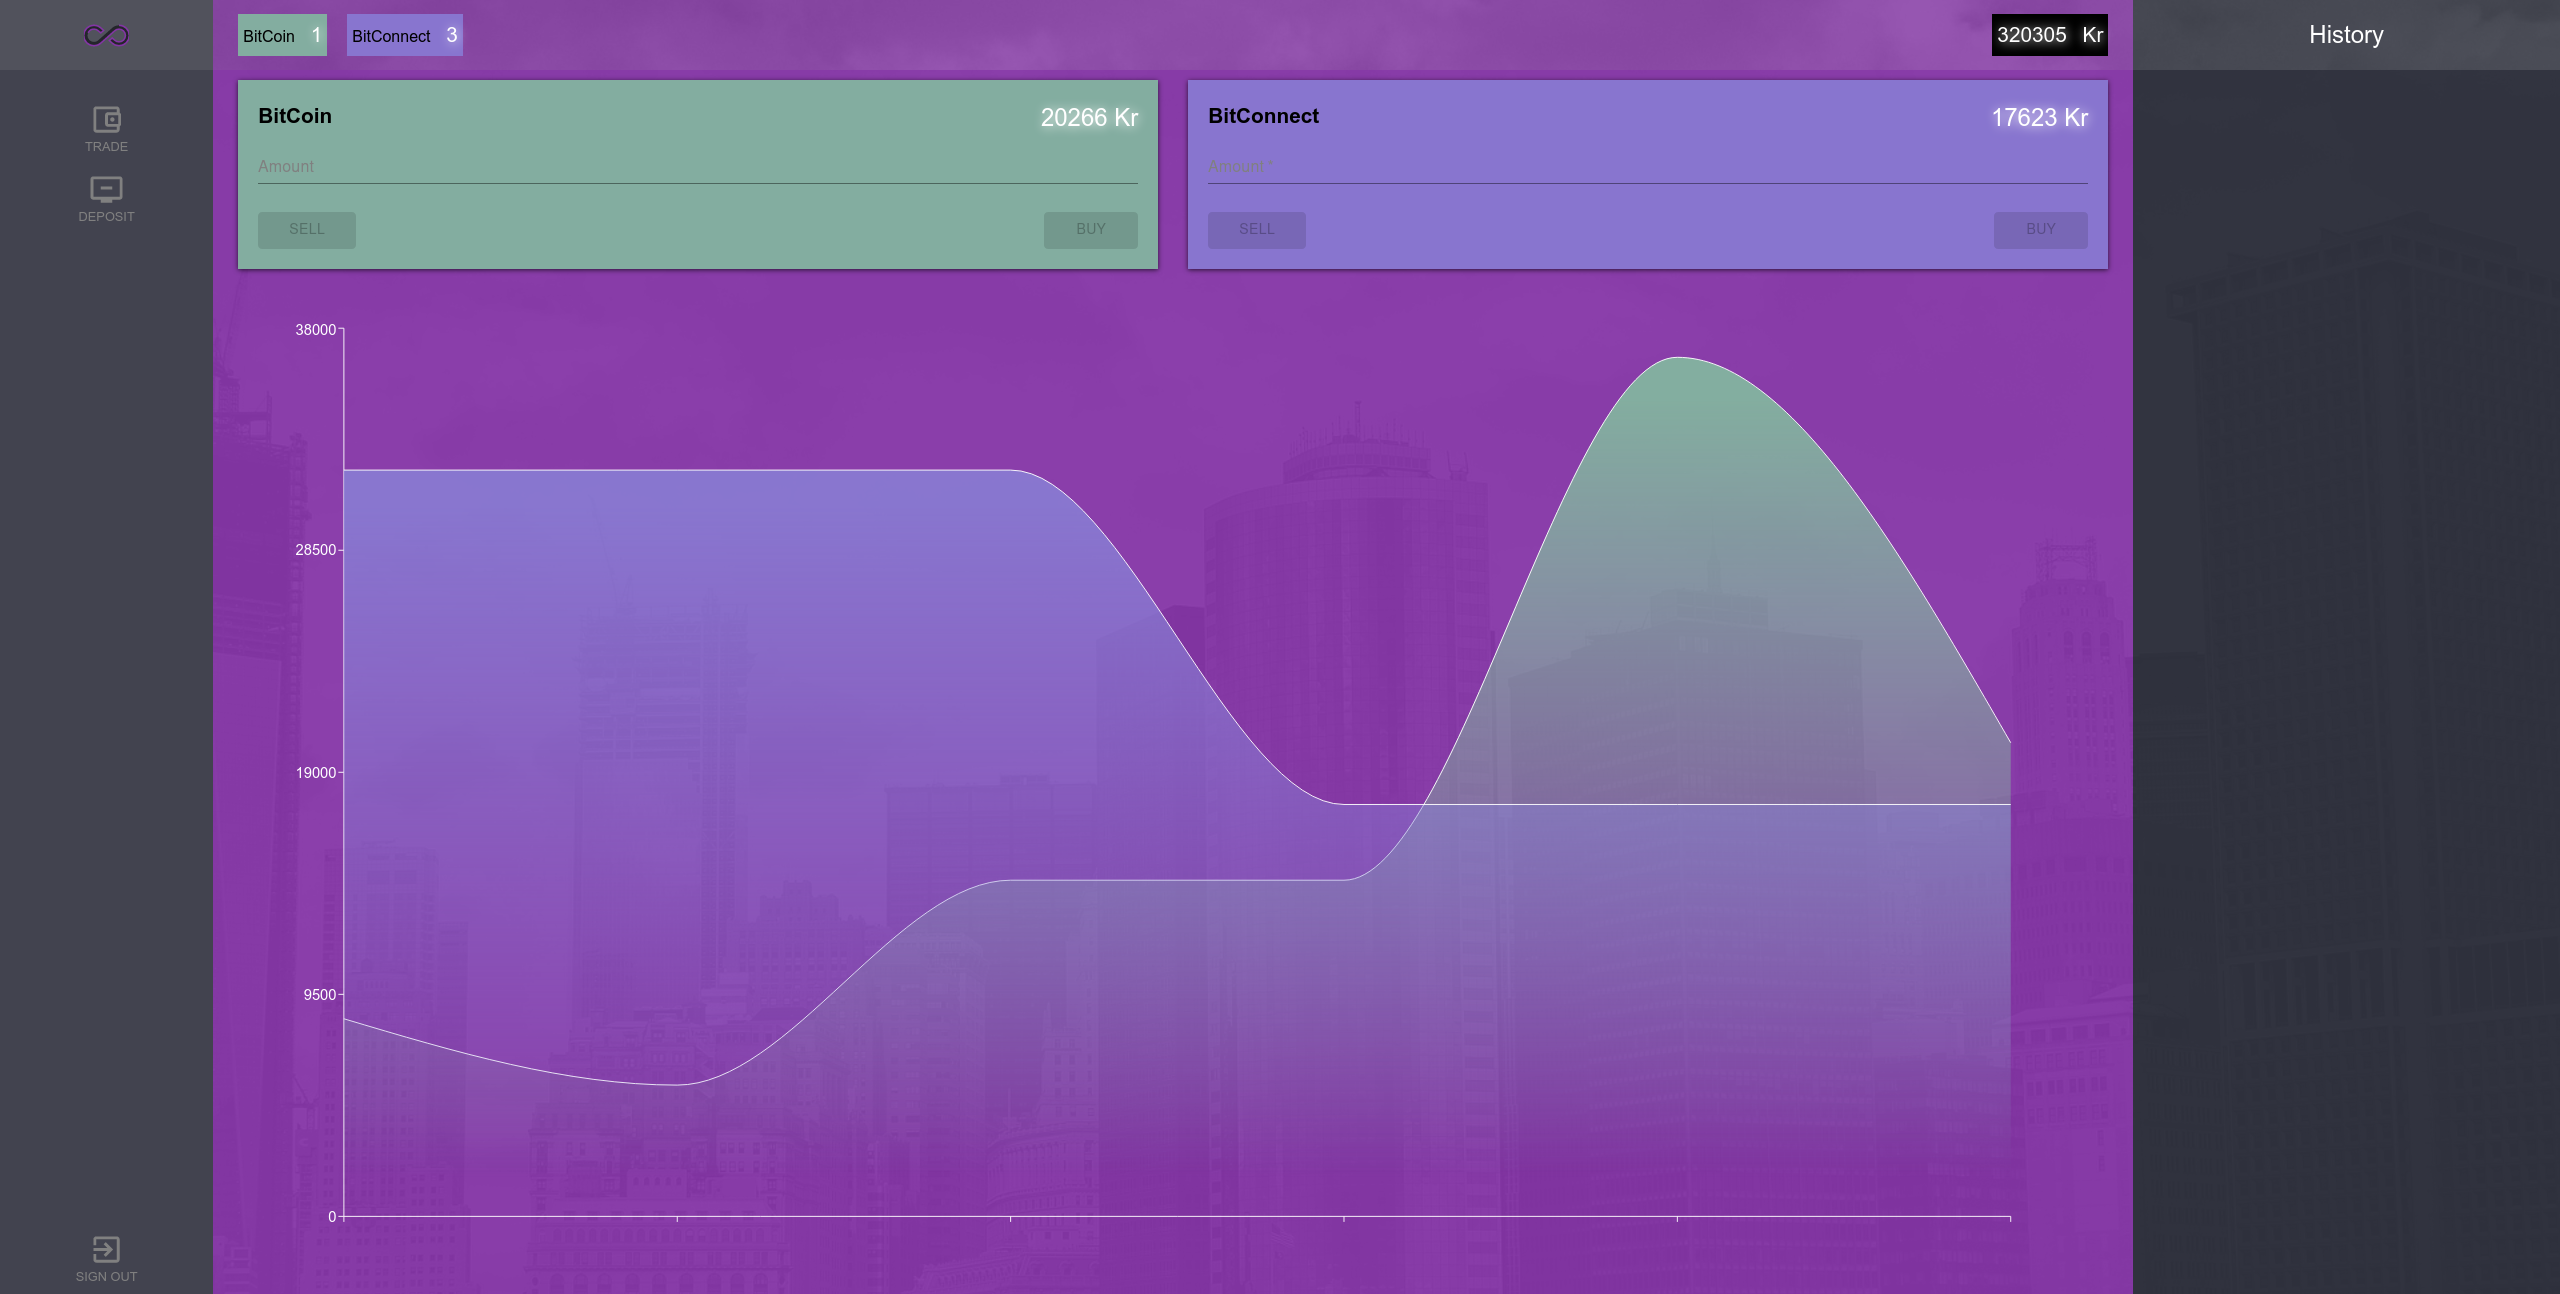 BitCoin 1
BitConnect 3
320305 Kr
History
TRADE
DEPOSIT
SIGN OUT
BitCoin
20266 Kr
Amount
SELL
BUY
BitConnect
17623 Kr
Amount *
SELL
BUY
38000
28500
19000
9500
0